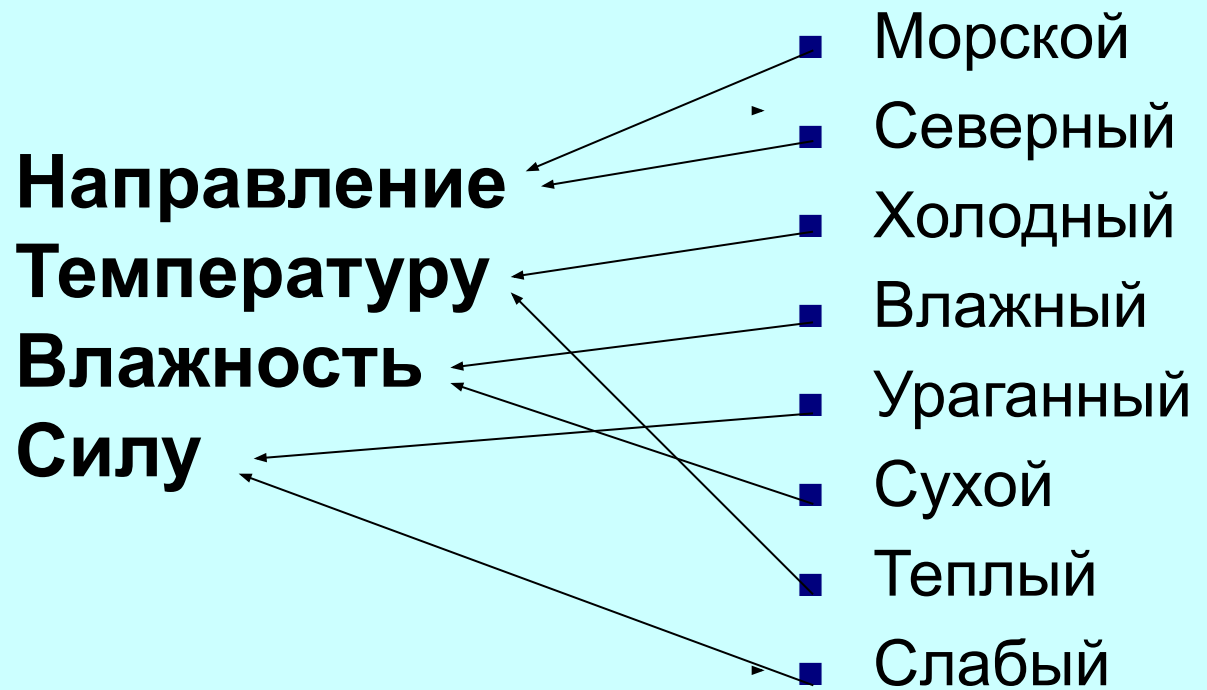 Направление
Температуру
Влажность
Силу
Морской
Северный
Холодный
Влажный
Ураганный
Сухой
Теплый
Слабый